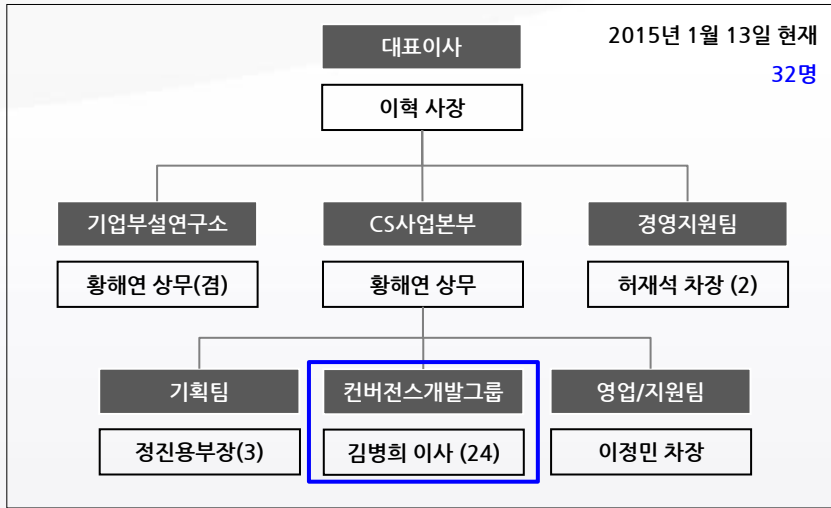 대표이사
2015년 1월 13일 현재
32명
이혁 사장
기업부설연구소
CS사업본부
경영지원팀
황해연 상무(겸)
황해연 상무
허재석 차장 (2)
기획팀
컨버전스개발그룹
영업/지원팀
정진용부장(3)
김병희 이사 (24)
이정민 차장